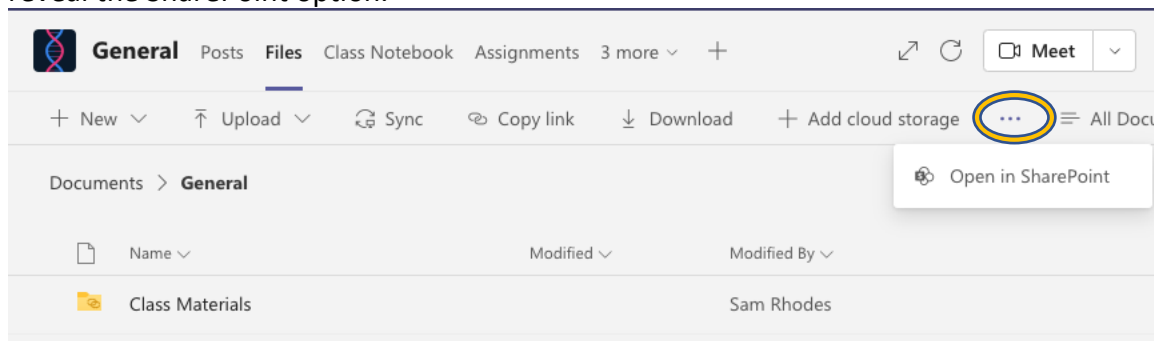 General Posts Files Class Notebook Assignments 3 more Meet
New Upload Sync Copy link Download Add cloud storage ... All Docu
Open in SharePoint
Documents > General
Name Modified Modified By
Class Materials Sam Rhodes